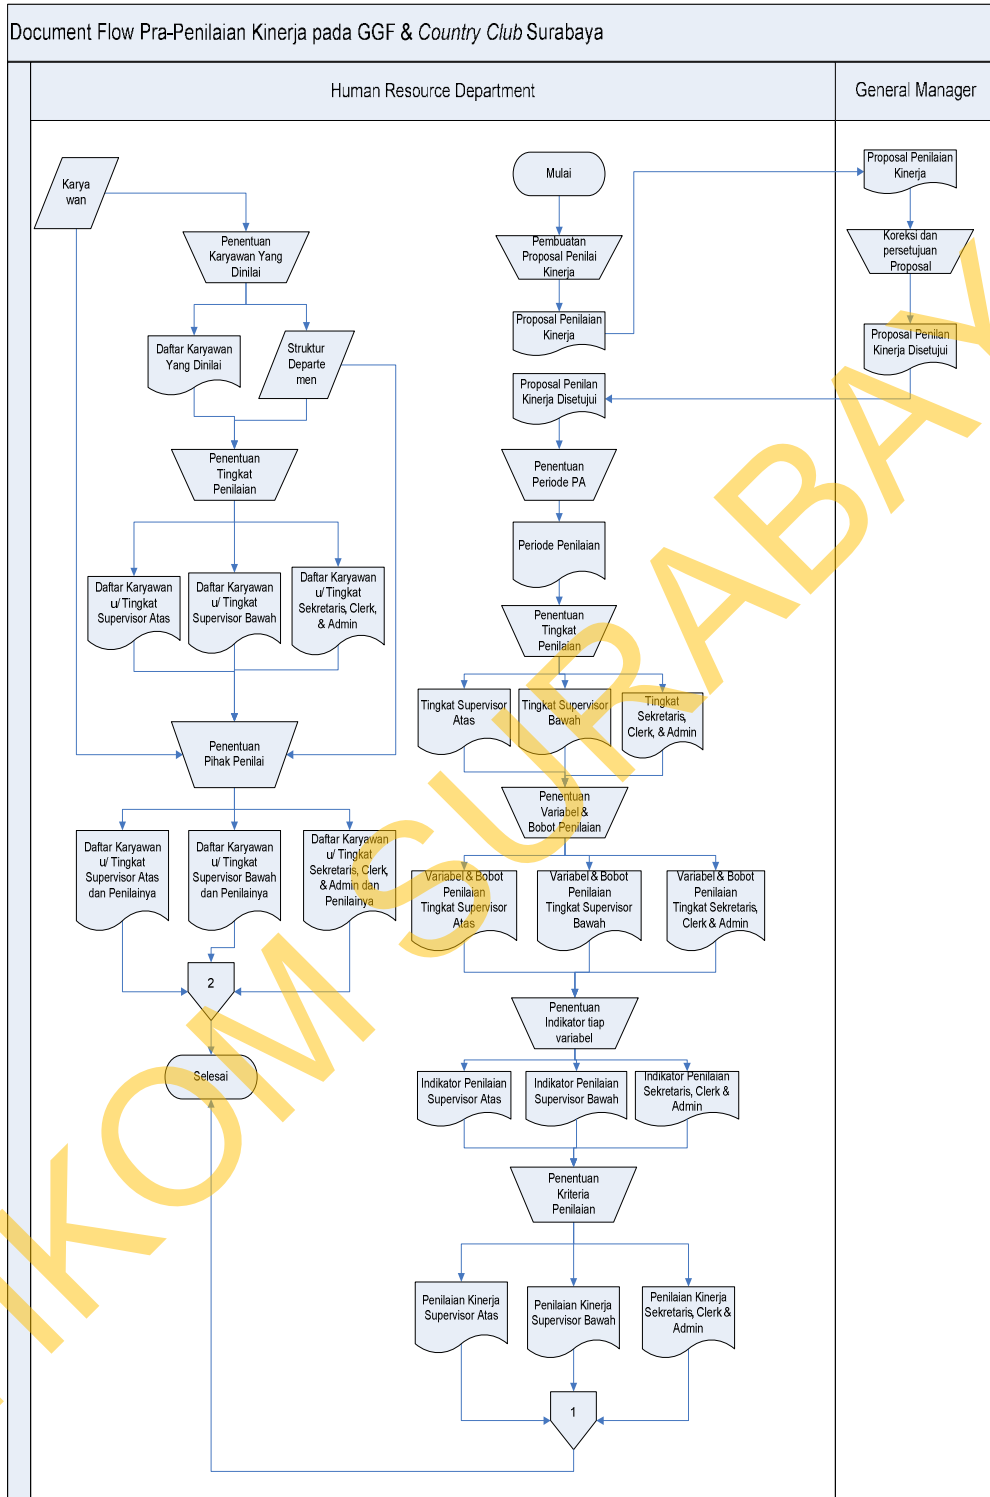 Document Flow Pra-Penilaian Kinerja pada GGF & Country Club Surabaya
Human Resource Department
General Manager
Karya
wan
Penentuan
Karyawan Yang
Dinilai
Daftar Karyawan
Yang Dinilai
Struktur
Departe
men
Penentuan
Tingkat
Penilaian
Daftar Karyawan
u/ Tingkat
Supervisor Atas
Daftar Karyawan
u/ Tingkat
Supervisor Bawah
Daftar Karyawan
u/ Tingkat
Sekretaris, Clerk,
& Admin
Penentuan
Pihak Penilai
Daftar Karyawan
u/ Tingkat
Supervisor Atas
dan Penilainya
Daftar Karyawan
u/ Tingkat
Supervisor Bawah
dan Penilainya
Daftar Karyawan
u/ Tingkat
Sekretaris, Clerk,
& Admin dan
Penilainya
2
Selesai
Mulai
Pembuatan
Proposal Penilai
Kinerja
Proposal Penilaian
Kinerja
Proposal Penilaian
Kinerja
Koreksi dan
persetujuan
Proposal
Proposal Penilan
Kinerja Disetujui
Proposal Penilan
Kinerja Disetujui
Penentuan
Periode PA
Periode Penilaian
Penentuan
Tingkat
Penilaian
Tingkat Supervisor
Atas
Tingkat Supervisor
Bawah
Tingkat
Sekretaris,
Clerk, & Admin
Penentuan
Variabel &
Bobot Penilaian
Variabel & Bobot
Penilaian
Tingkat Supervisor
Atas
Variabel & Bobot
Penilaian
Tingkat Supervisor
Bawah
Variabel & Bobot
Penilaian
Tingkat Sekretaris,
Clerk & Admin
Penentuan
Indikator tiap
variabel
Indikator Penilaian
Supervisor Atas
Indikator Penilaian
Supervisor Bawah
Indikator Penilaian
Sekretaris, Clerk &
Admin
Penentuan
Kriteria
Penilaian
Penilaian Kinerja
Supervisor Atas
Penilaian Kinerja
Supervisor Bawah
Penilaian Kinerja
Sekretaris, Clerk &
Admin
1
IKOM SURABAY